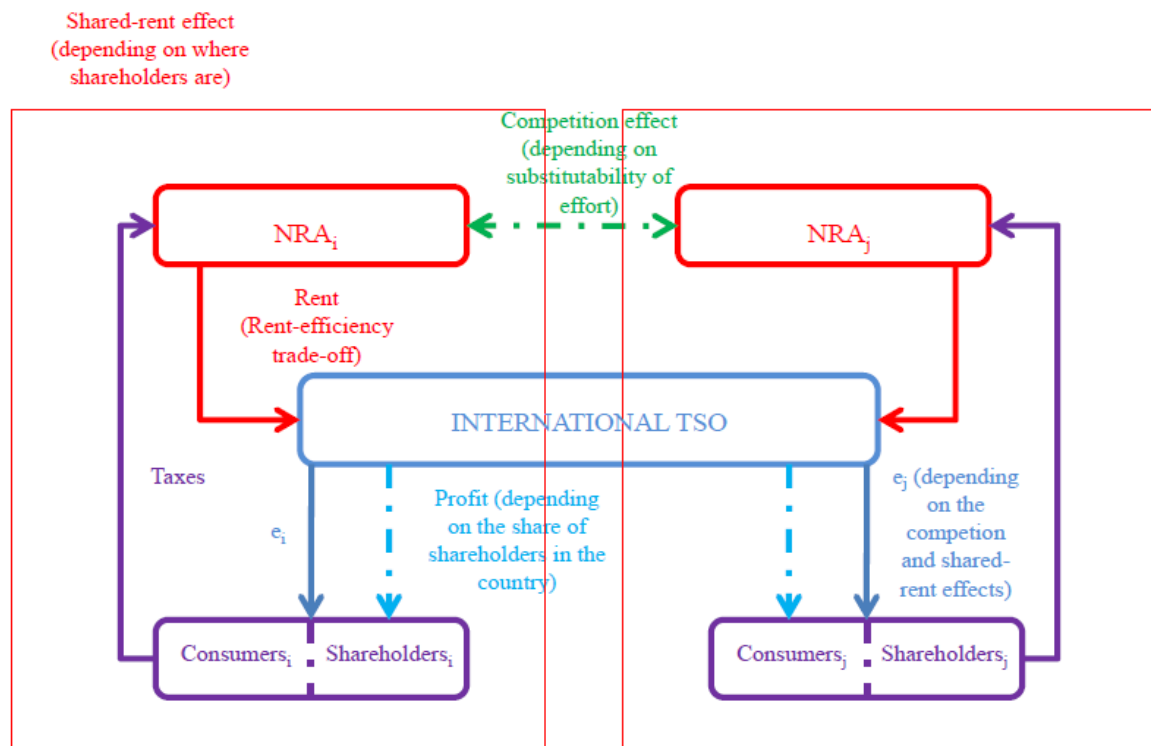 Shared-rent effect
(depending on where
shareholders are)
Competition effect
(depending on
substitutability of
effort)
NRAi
NRAj
Rent
(Rent-efficiency
trade-off)
INTERNATIONAL TSO
Taxes
ei
Profit (depending
on the share of
shareholders in the
country)
ej (depending
on the
competion
and shared-
rent effects)
Consumersi
Shareholdersi
Consumersj
Shareholdersj